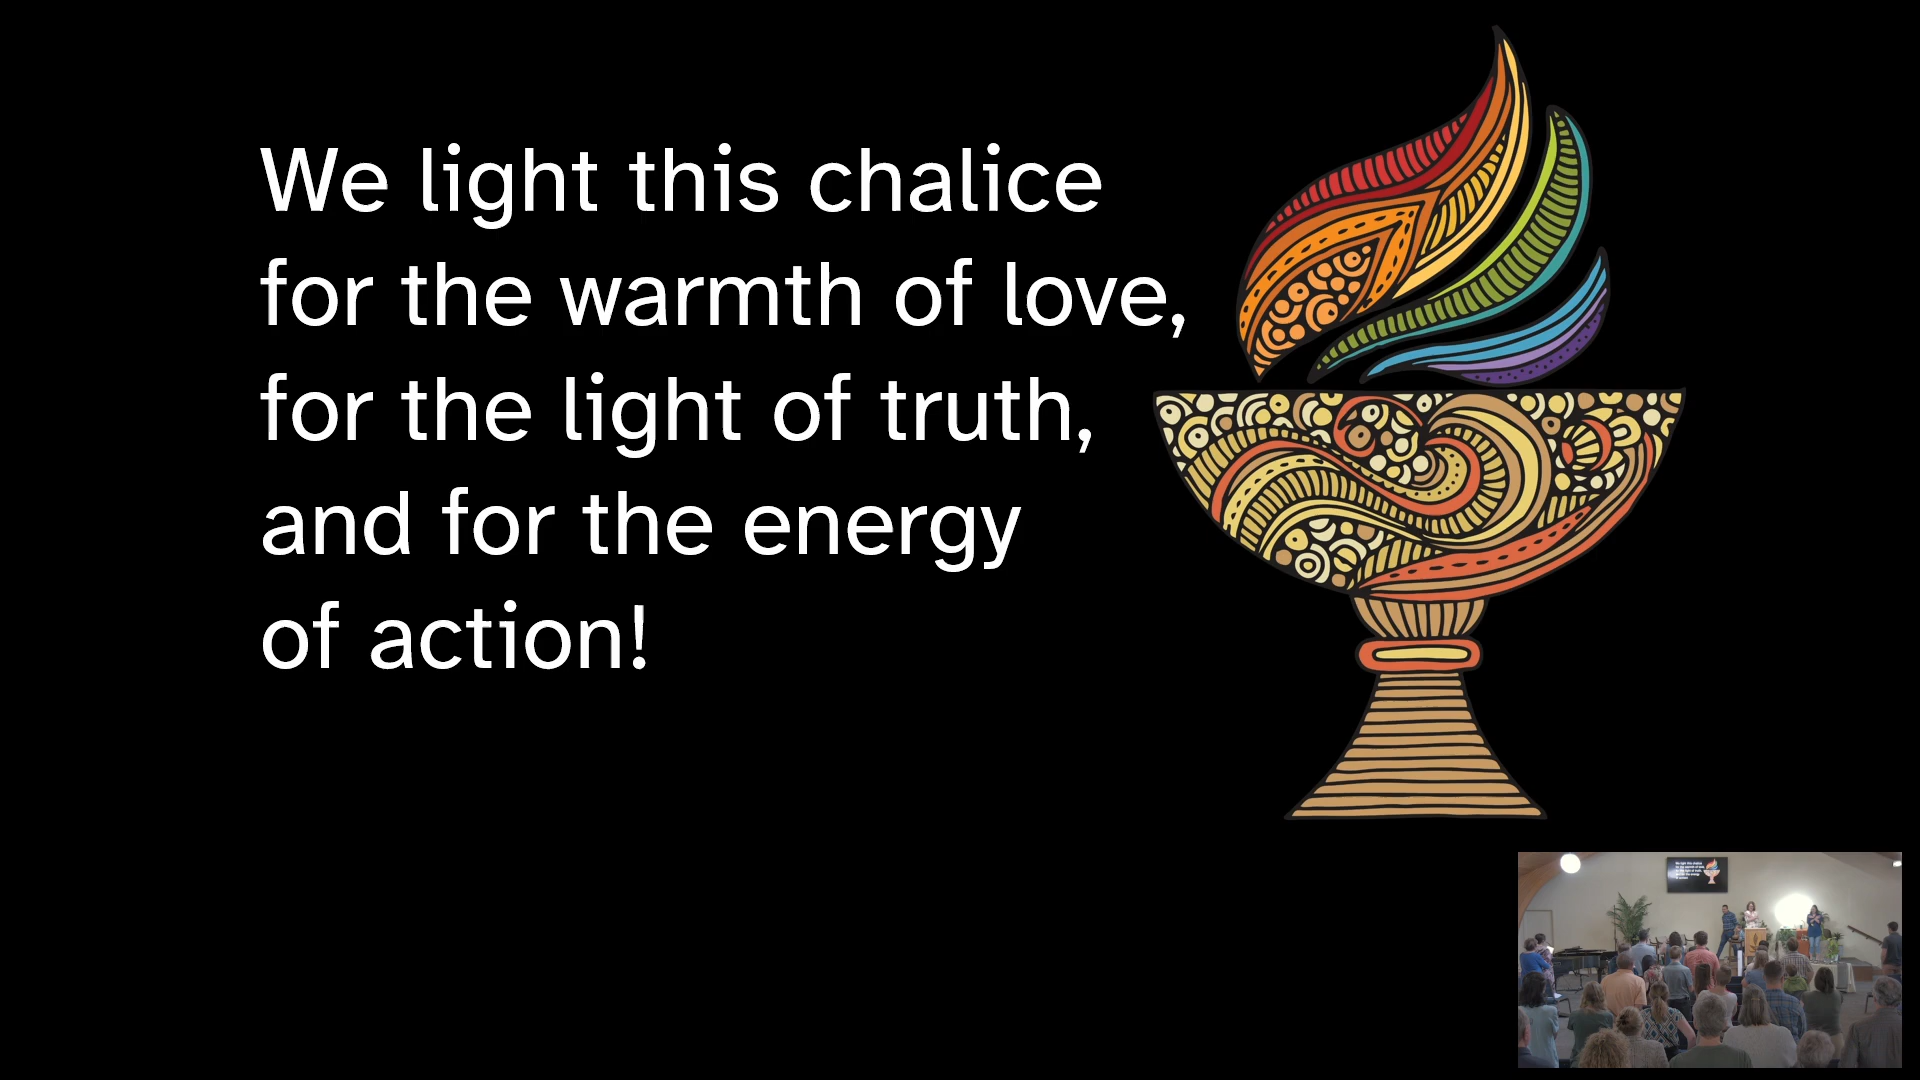 We light this chalice
for the warmth of love,
for the light of truth,
and for the energy
of action!